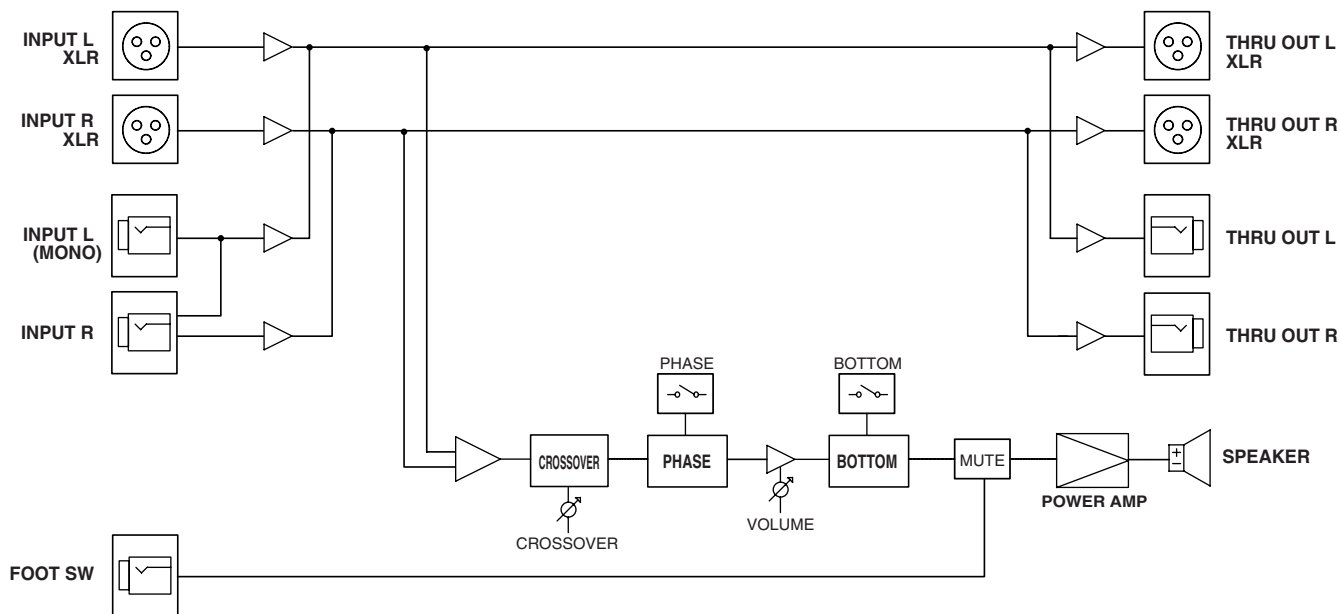 INPUT L
XLR
INPUT R
XLR
INPUT L
(MONO)
INPUT R
THRU OUT L
XLR
THRU OUT R
XLR
THRU OUT L
THRU OUT R
PHASE
BOTTOM
CROSSOVER
PHASE
BOTTOM
MUTE
+
−
SPEAKER
POWER AMP
VOLUME
CROSSOVER
FOOT SW